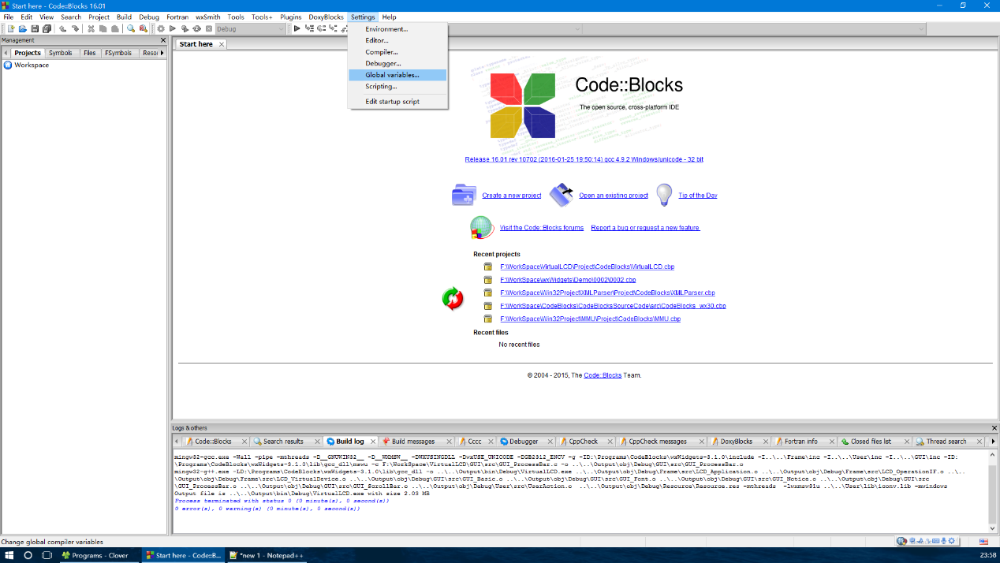 Start here - Code::Blocks 16.01
File Edit View Search Project Build Debug Fortran wxSmith Tools Tools+ Plugins DoxyBlocks Settings Help
Debug
Management
Projects Symbols Files FSymbols Resou
Workspace
Start here
Environment...
Editor...
Compiler...
Debugger...
Global variables...
Scripting...
Edit startup script
Code::Blocks
The open source, cross-platform IDE
Release 16.01 rev 10702 (2016-01-25 19:50:14) gcc 4.9.2 Windows/unicode - 32 bit
Create a new project Open an existing project Tip of the Day
Visit the Code::Blocks forums Report a bug or request a new feature
Recent projects
F:\WorkSpace\VirtualLCD\Project\CodeBlocks\VirtualLCD.cbp
F:\WorkSpace\wxWidgets\Demo\0002\0002.cbp
F:\WorkSpace\Win32Project\XMLParser\Project\CodeBlocks\XMLParser.cbp
F:\WorkSpace\CodeBlocks\CodeBlocksSourceCode\src\CodeBlocks_wx30.cbp
F:\WorkSpace\Win32Project\MMU\Project\CodeBlocks\MMU.cbp
Recent files
No recent files
© 2004 - 2015, The Code::Blocks Team.
Logs & others
Code::Blocks Search results Build log Build messages Cccc Debugger CppCheck CppCheck messages DoxyBlocks Fortran info Closed files list Thread search
mingw32-gcc.exe -Wall -pipe -mthreads -D__GNUWIN32__ -D__WXMSW__ -DWXUSINGDLL -DwxUSE_UNICODE -DGB2312_ENCV -g -ID:\Programs\CodeBlocks\wxWidgets-3.1.0\include -I..\..\Frame\inc -I..\..\User\inc -I..\..\GUI\inc -ID:
\Programs\CodeBlocks\wxWidgets-3.1.0\lib\gcc_dll\mswu -c F:\WorkSpace\VirtualLCD\GUI\src\GUI_ProcessBar.c -o ..\..\Output\obj\Debug\GUI\src\GUI_ProcessBar.o
mingw32-g++.exe -LD:\Programs\CodeBlocks\wxWidgets-3.1.0\lib\gcc_dll -o ..\..\Output\bin\Debug\VirtualLCD.exe ..\..\Output\obj\Debug\Frame\src\LCD_Application.o ..\..\Output\obj\Debug\Frame\src\LCD_OperationIF.o ..\..
\Output\obj\Debug\Frame\src\LCD_VirtualDevice.o ..\..\Output\obj\Debug\GUI\src\GUI_Basic.o ..\..\Output\obj\Debug\GUI\src\GUI_Font.o ..\..\Output\obj\Debug\GUI\src\GUI_Notice.o ..\..\Output\obj\Debug\GUI\src
\GUI_ProcessBar.o ..\..\Output\obj\Debug\GUI\src\GUI_ScrollBar.o ..\..\Output\obj\Debug\User\src\UserAction.o ..\..\Output\obj\Debug\Resource\Resource.res -mthreads -lwxmsw31u ..\..\User\lib\iconv.lib -mwindows
Output file is ..\..\Output\bin\Debug\VirtualLCD.exe with size 2.03 MB
Process terminated with status 0 (0 minute(s), 0 second(s))
0 error(s), 0 warning(s) (0 minute(s), 0 second(s))
Change global compiler variables
Programs - Clover Start here - Code::B... *new 1 - Notepad++ 23:58